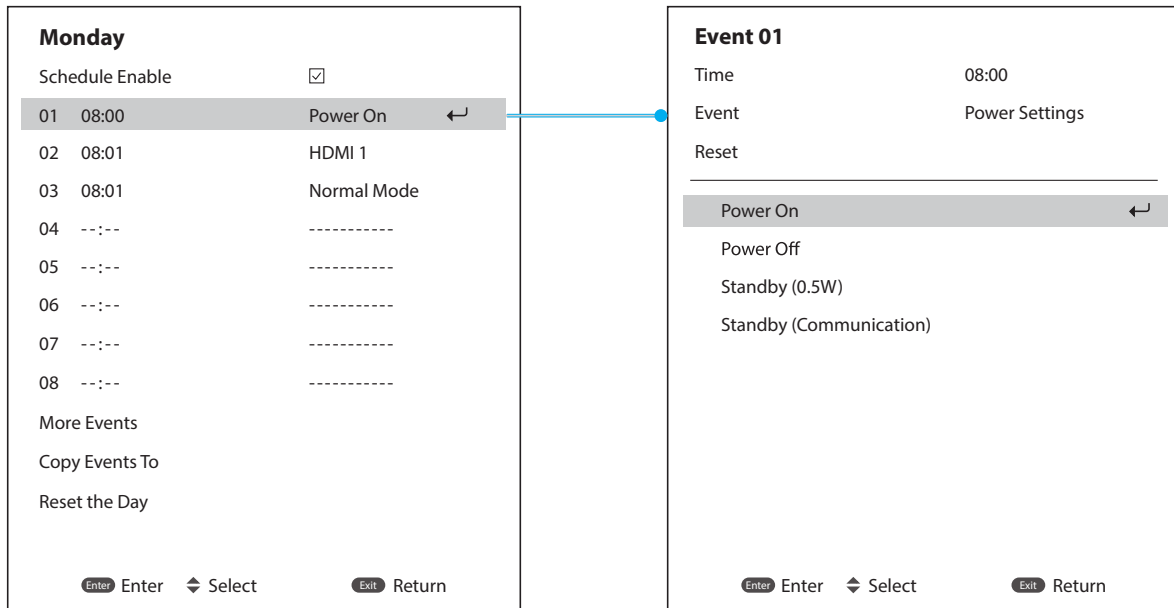 Monday
Schedule Enable
01 08:00 Power On
02 08:01 HDMI 1
03 08:01 Normal Mode
04 --:-- -----------
05 --:-- -----------
06 --:-- -----------
07 --:-- -----------
08 --:-- -----------
More Events
Copy Events To
Reset the Day
Enter Enter Select Exit Return
Event 01
Time 08:00
Event Power Settings
Reset
Power On
Power Off
Standby (0.5W)
Standby (Communication)
Enter Enter Select Exit Return